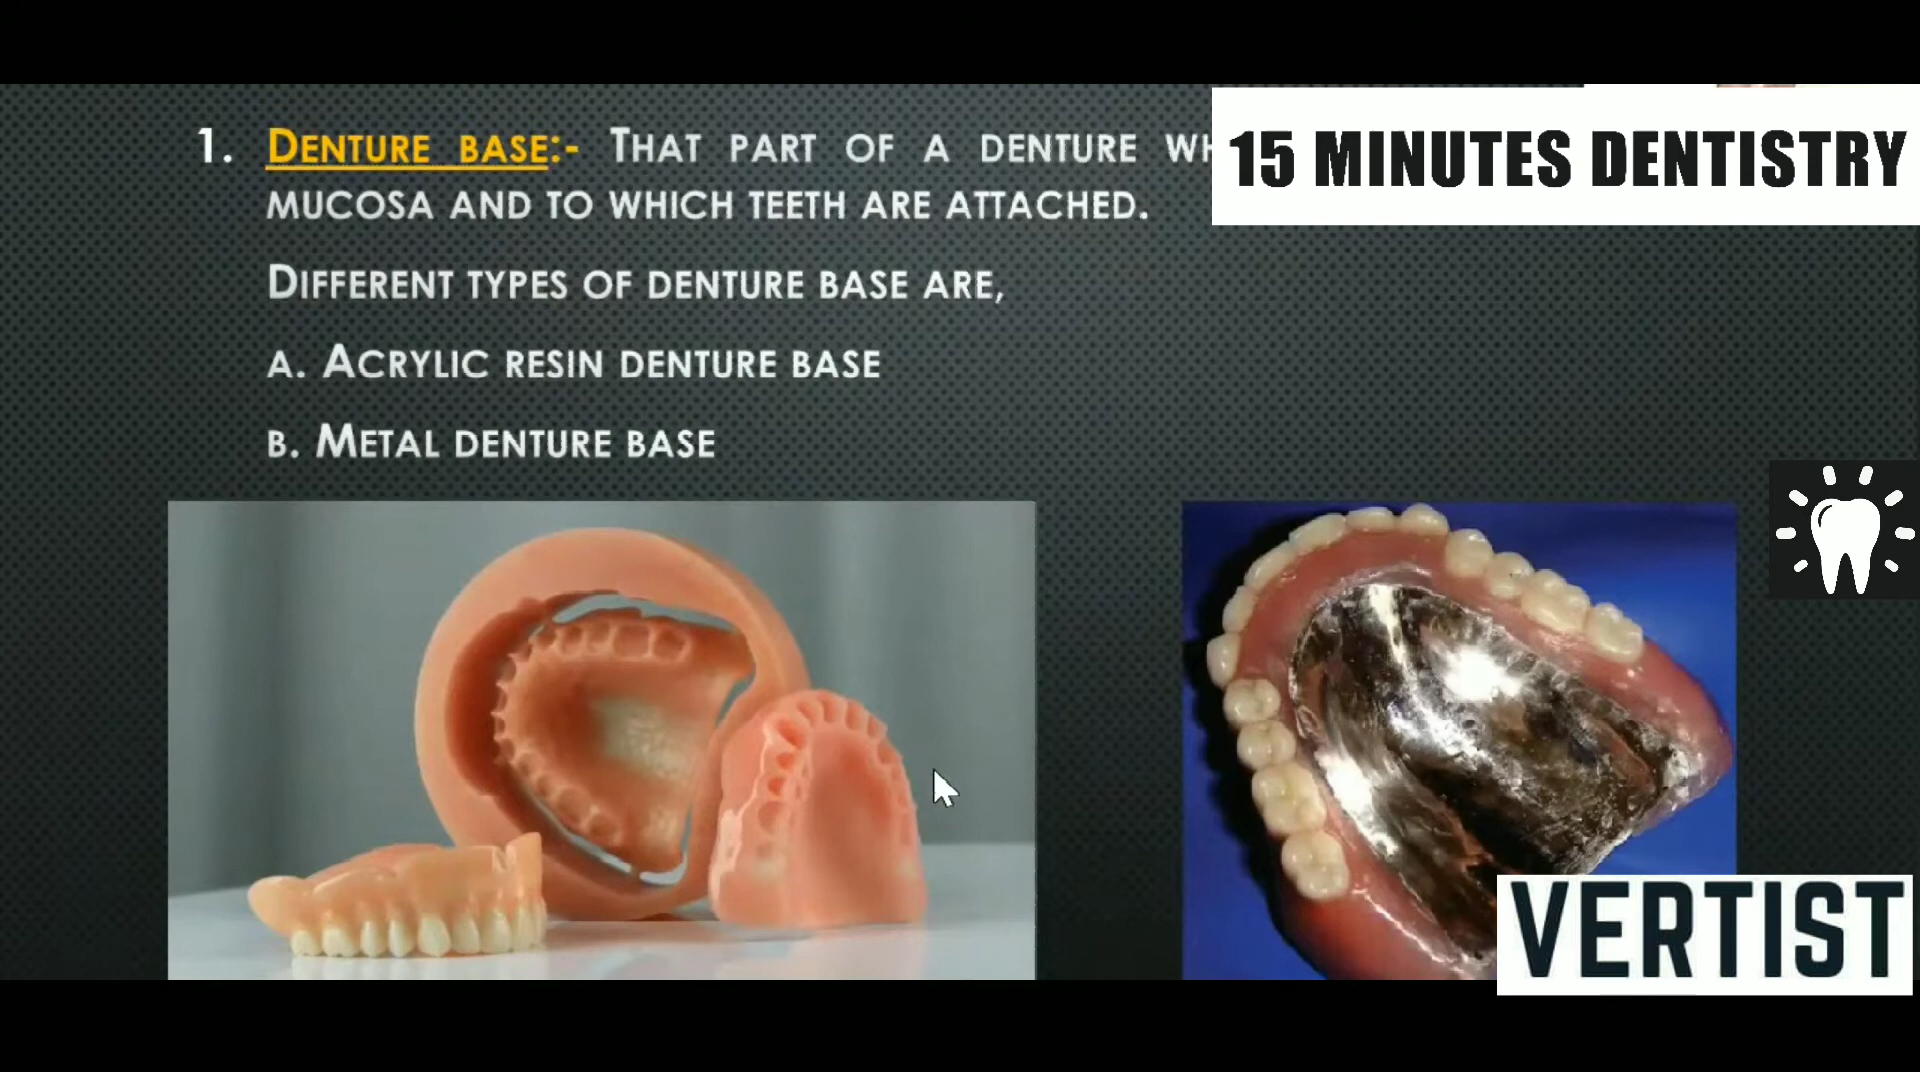 1. DENTURE BASE:- THAT PART OF A DENTURE
MUCOSA AND TO WHICH TEETH ARE ATTACHED.
DIFFERENT TYPES OF DENTURE BASE ARE,
A. ACRYLIC RESIN DENTURE BASE
B. METAL DENTURE BASE
15 MINUTES DENTISTRY
VERTIST